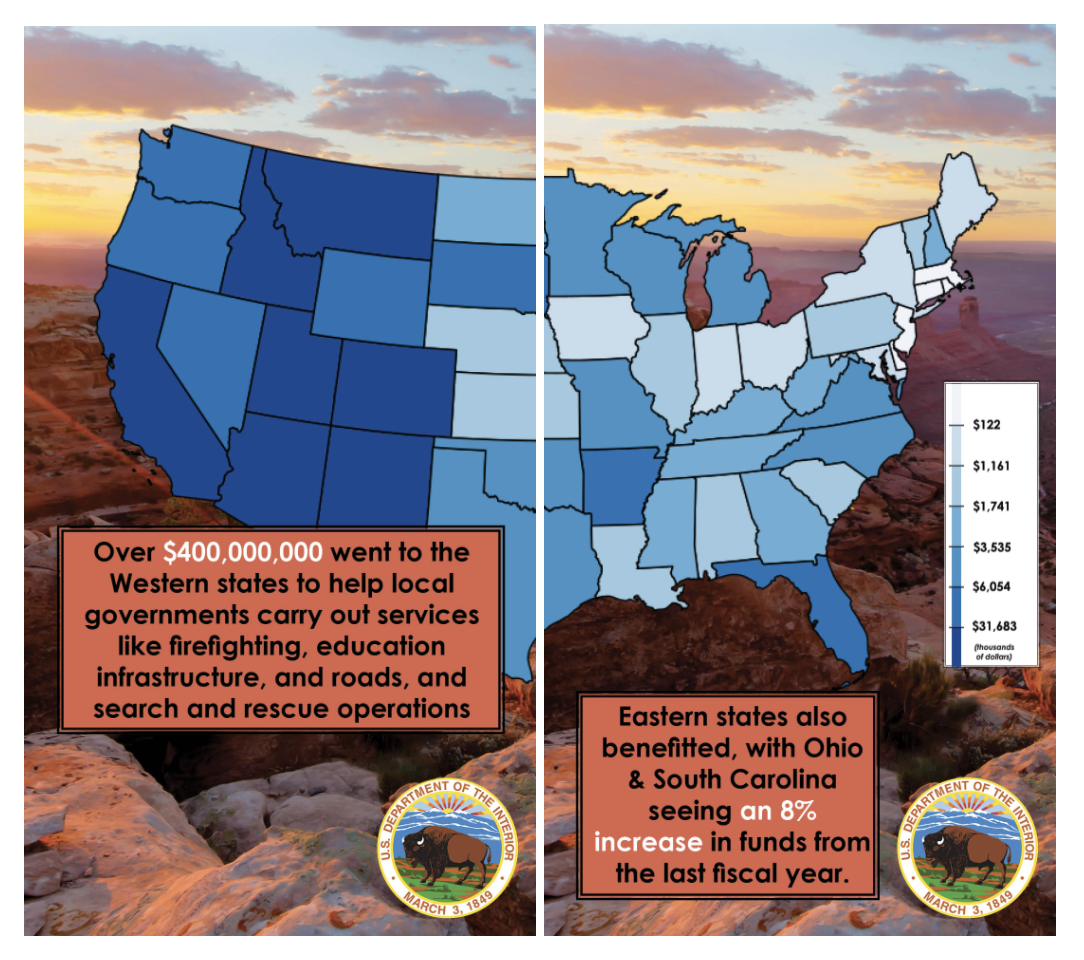 Over $400,000,000 went to the
Western states to help local
governments carry out services
like firefighting, education
infrastructure, and roads, and
search and rescue operations
U.S. DEPARTMENT OF THE INTERIOR
MARCH 3, 1849
$122
$1,161
$1,741
$3,535
$6,054
$31,683
(thousands
of dollars)
Eastern states also
benefitted, with Ohio
& South Carolina
seeing an 8%
increase in funds from
the last fiscal year.
U.S. DEPARTMENT OF THE INTERIOR
MARCH 3, 1849